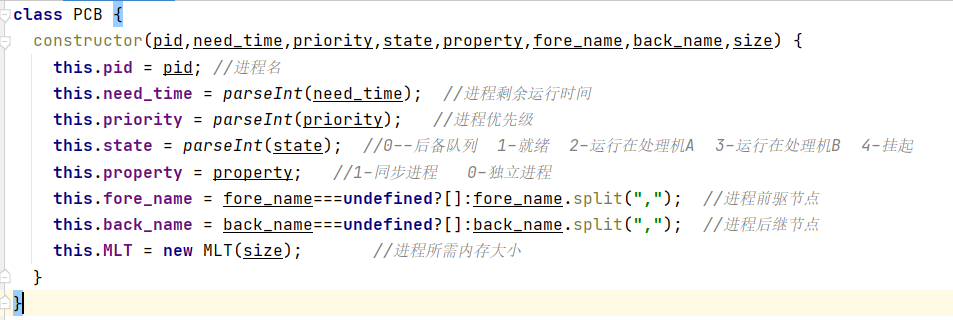 class PCB {
  constructor(pid,need_time,priority,state,property,fore_name,back_name,size) {
    this.pid = pid; //进程名
    this.need_time = parseInt(need_time);  //进程剩余运行时间
    this.priority = parseInt(priority);   //进程优先级
    this.state = parseInt(state);  //0--后备队列  1-就绪  2-运行在处理机A  3-运行在处理机B  4-挂起
    this.property = property;   //1-同步进程   0-独立进程
    this.fore_name = fore_name===undefined?[]:fore_name.split(",");  //进程前驱节点
    this.back_name = back_name===undefined?[]:back_name.split(",");  //进程后继节点
    this.MLT = new MLT(size);       //进程所需内存大小
  }
}